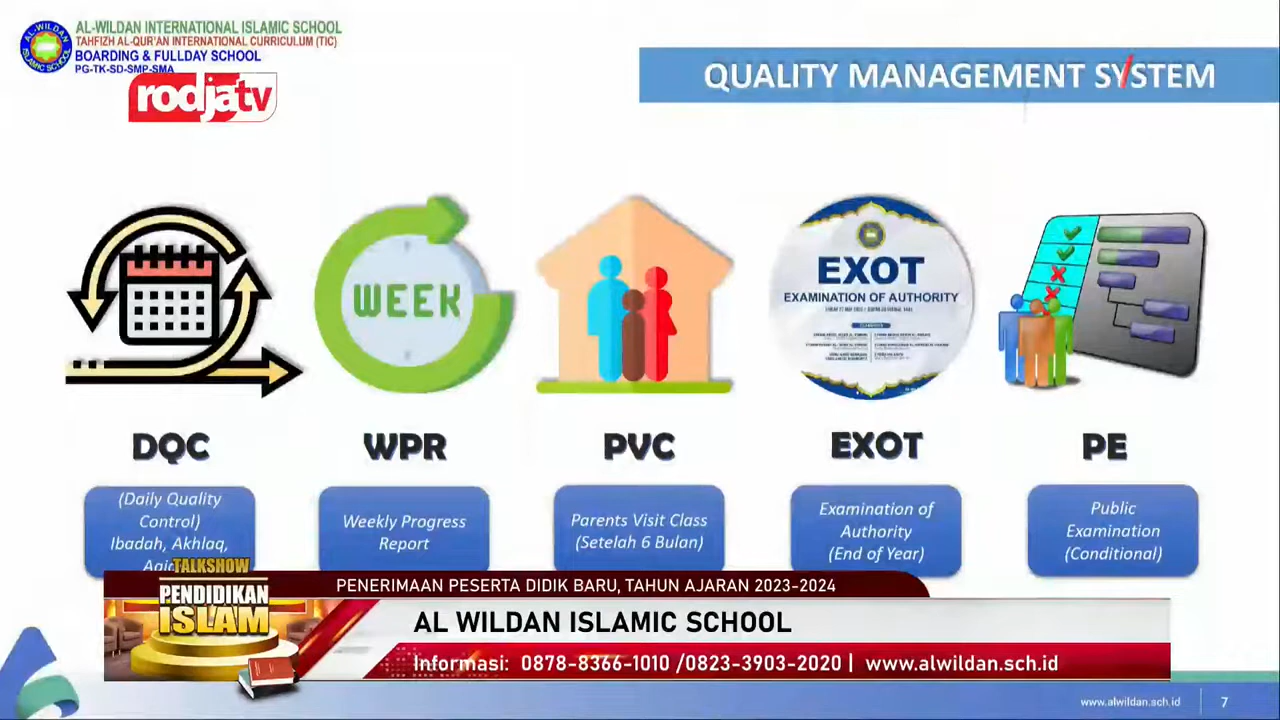 AL-WILDAN INTERNATIONAL ISLAMIC SCHOOL
TAHFIZH AL-QUR'AN INTERNATIONAL CURRICULUM (TIC)
BOARDING & FULLDAY SCHOOL
PG-TK-SD-SMP-SMA
rodjatv
QUALITY MANAGEMENT SYSTEM
WEEK
EXOT
EXAMINATION OF AUTHORITY
DQC
WPR
PVC
EXOT
PE
(Daily Quality
Control)
Ibadah, Akhlaq,
Weekly Progress
Report
Parents Visit Class
(Setelah 6 Bulan)
Examination of
Authority
(End of Year)
Public
Examination
(Conditional)
TALKSHOW
PENDIDIKAN
ISLAM
PENERIMAAN PESERTA DIDIK BARU, TAHUN AJARAN 2023-2024
AL WILDAN ISLAMIC SCHOOL
Informasi: 0878-8366-1010 /0823-3903-2020 | www.alwildan.sch.id
www.alwildan.sch.id
7